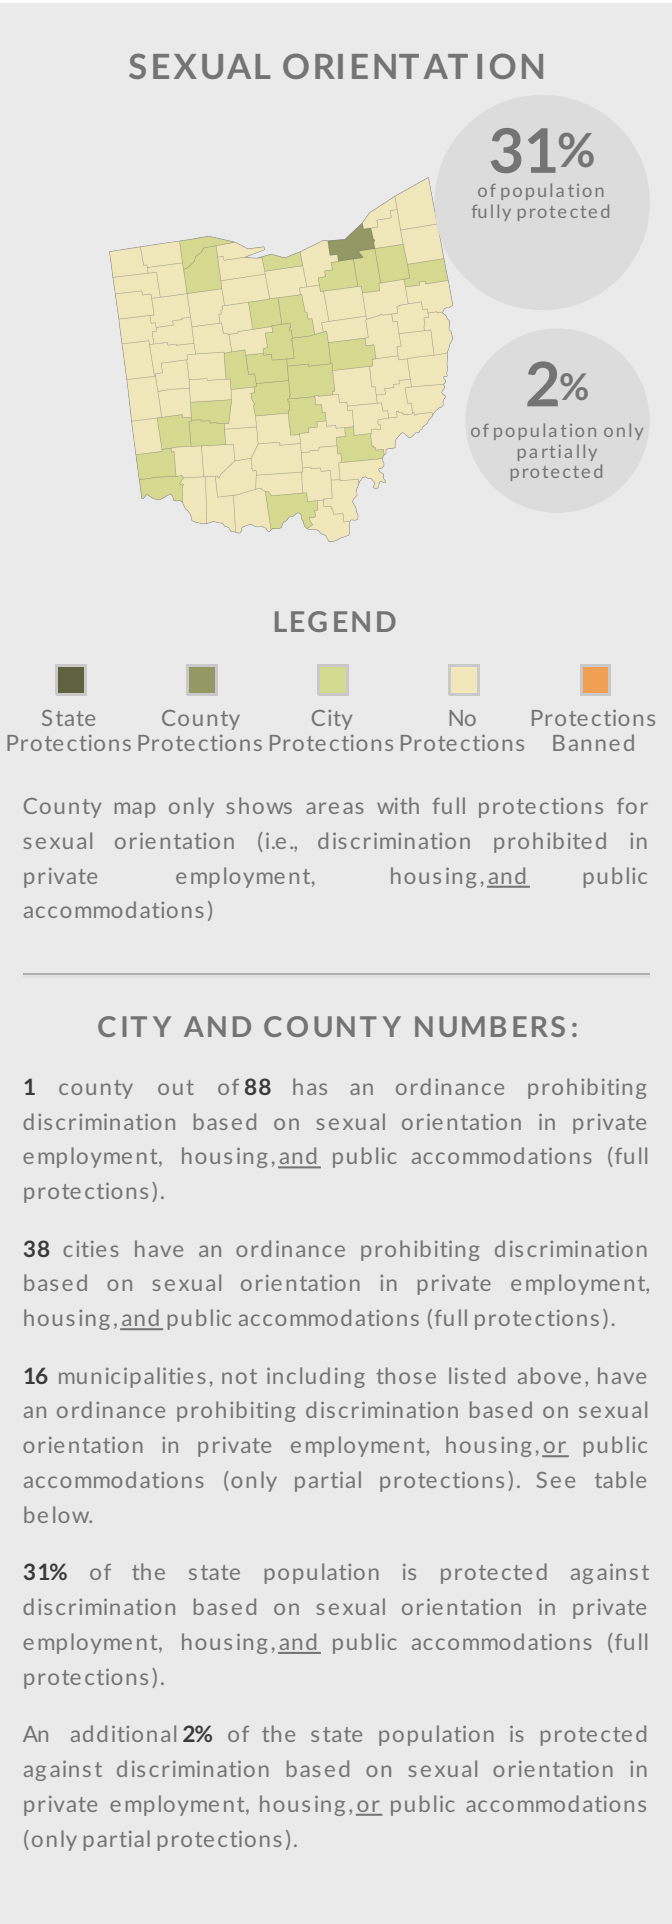 SEXUAL ORIENTATION
31%
of population
fully protected
2%
of population only
partially
protected
LEGEND
State
Protections
County
Protections
City
Protections
No
Protections
Protections
Banned
County map only shows areas with full protections for
sexual orientation (i.e., discrimination prohibited in
private employment, housing, and public
accommodations)
CITY AND COUNTY NUMBERS:
1 county out of 88 has an ordinance prohibiting
discrimination based on sexual orientation in private
employment, housing, and public accommodations (full
protections).
38 cities have an ordinance prohibiting discrimination
based on sexual orientation in private employment,
housing, and public accommodations (full protections).
16 municipalities, not including those listed above, have
an ordinance prohibiting discrimination based on sexual
orientation in private employment, housing, or public
accommodations (only partial protections). See table
below.
31% of the state population is protected against
discrimination based on sexual orientation in private
employment, housing, and public accommodations (full
protections).
An additional 2% of the state population is protected
against discrimination based on sexual orientation in
private employment, housing, or public accommodations
(only partial protections).